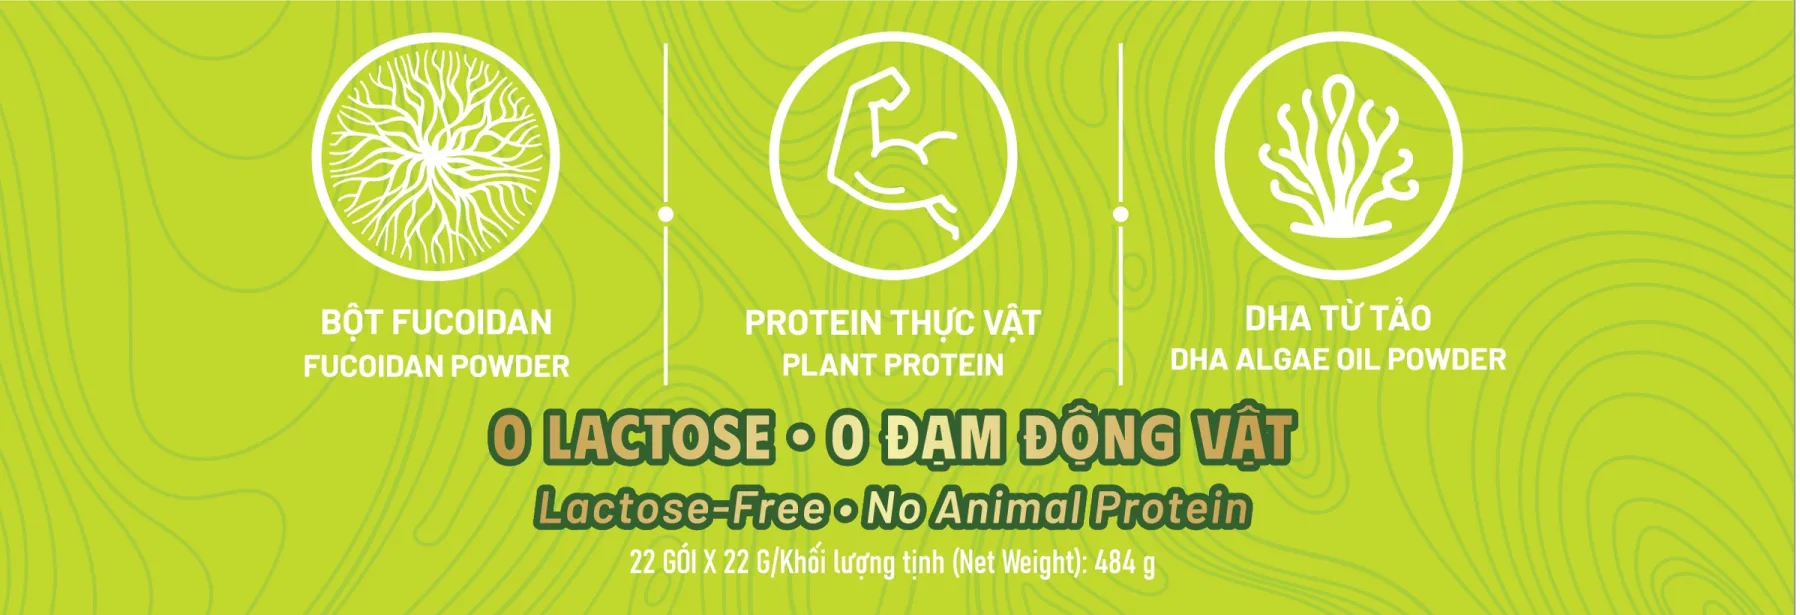 BỘT FUCOIDAN
FUCOIDAN POWDER
PROTEIN THỰC VẬT
PLANT PROTEIN
DHA TỪ TẢO
DHA ALGAE OIL POWDER
0 LACTOSE • 0 ĐẠM ĐỘNG VẬT
Lactose-Free • No Animal Protein
22 GÓI X 22 G/Khối lượng tịnh (Net Weight): 484 g